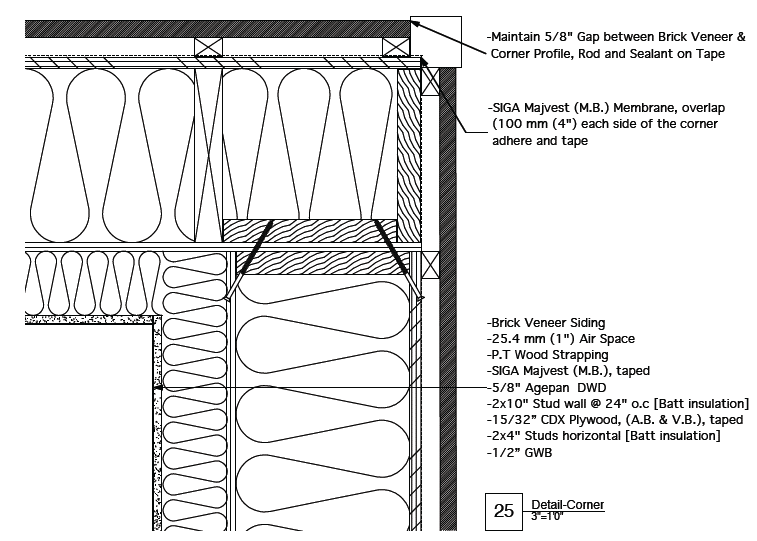 -Maintain 5/8" Gap between Brick Veneer &
Corner Profile, Rod and Sealant on Tape
-SIGA Majvest (M.B.) Membrane, overlap
(100 mm (4") each side of the corner
adhere and tape
-Brick Veneer Siding
-25.4 mm (1") Air Space
-P.T Wood Strapping
-SIGA Majvest (M.B.), taped
-5/8" Agepan DWD
-2x10" Stud wall @ 24" o.c [Batt insulation]
-15/32” CDX Plywood, (A.B. & V.B.), taped
-2x4" Studs horizontal [Batt insulation]
-1/2” GWB
25
Detail-Corner
3"=1'0"